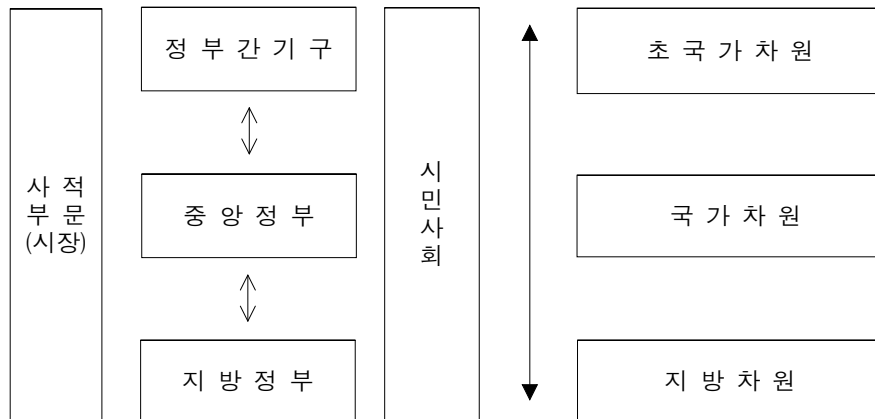 정 부 간 기 구
초 국 가 차 원
사 적
부 문
(시장)
중 앙 정 부
시
민
사
회
국 가 차 원
지 방 정 부
지 방 차 원